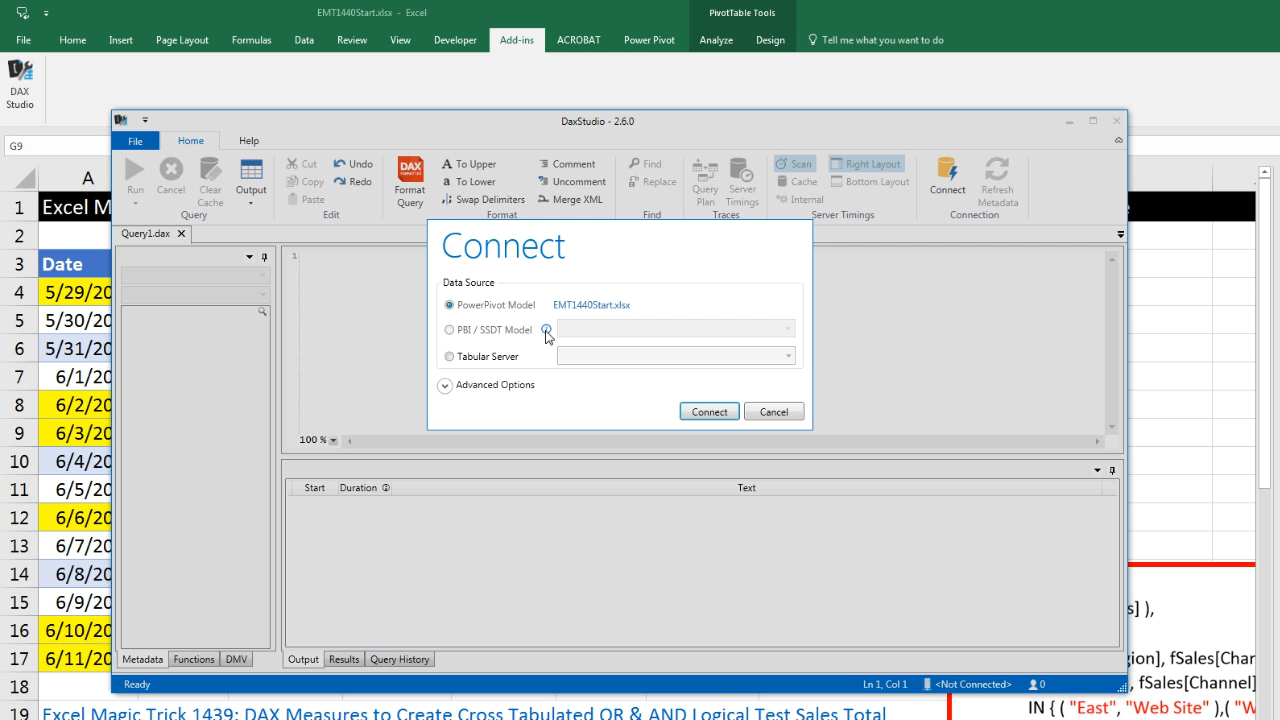 EMT1440Start.xlsx - Excel
PivotTable Tools
File Home Insert Page Layout Formulas Data Review View Developer Add-ins ACROBAT Power Pivot Analyze Design Tell me what you want to do
DAX
Studio
G9
DaxStudio - 2.6.0
File Home Help
Run
Cancel
Clear
Cache
Output
Query
Cut
Copy
Paste
Undo
Redo
Edit
DAX
FORMATTER
Format
Query
To Upper
To Lower
Swap Delimiters
Comment
Uncomment
Merge XML
Format
Find
Replace
Find
Query
Plan
Server
Timings
Traces
Scan
Cache
Internal
Right Layout
Bottom Layout
Server Timings
Connect
Refresh
Metadata
Connection
Query1.dax
1
100 %
Connect
Data Source
PowerPivot Model EMT1440Start.xlsx
PBI / SSDT Model
Tabular Server
Advanced Options
Connect Cancel
Start Duration Text
Metadata Functions DMV
Output Results Query History
Ready Ln 1, Col 1 <Not Connected> 0
A
1 Excel M
2
3 Date
4 5/29/20
5 5/30/20
6 5/31/20
7 6/1/20
8 6/2/20
9 6/3/20
10 6/4/20
11 6/5/20
12 6/6/20
13 6/7/20
14 6/8/20
15 6/9/20
16 6/10/20
17 6/11/20
18
19 Excel Magic Trick 1439: DAX Measures to Create Cross Tabulated OR & AND Logical Test Sales Total
s] ),
gion], fSales[Chan
, fSales[Channel]
IN { ( "East", "Web Site" ),( "W